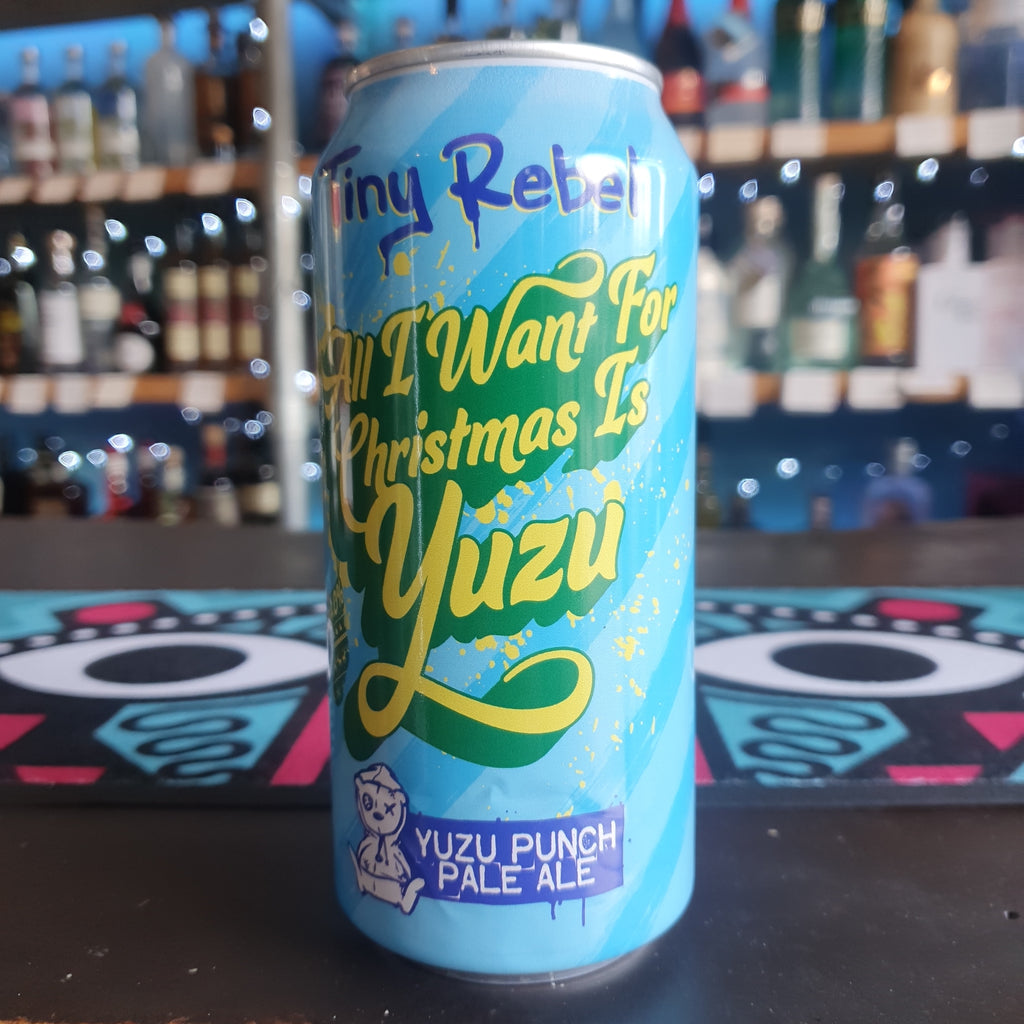 Tiny Rebel
All I Want For
Christmas Is
Yuzu
YUZU PUNCH
PALE ALE